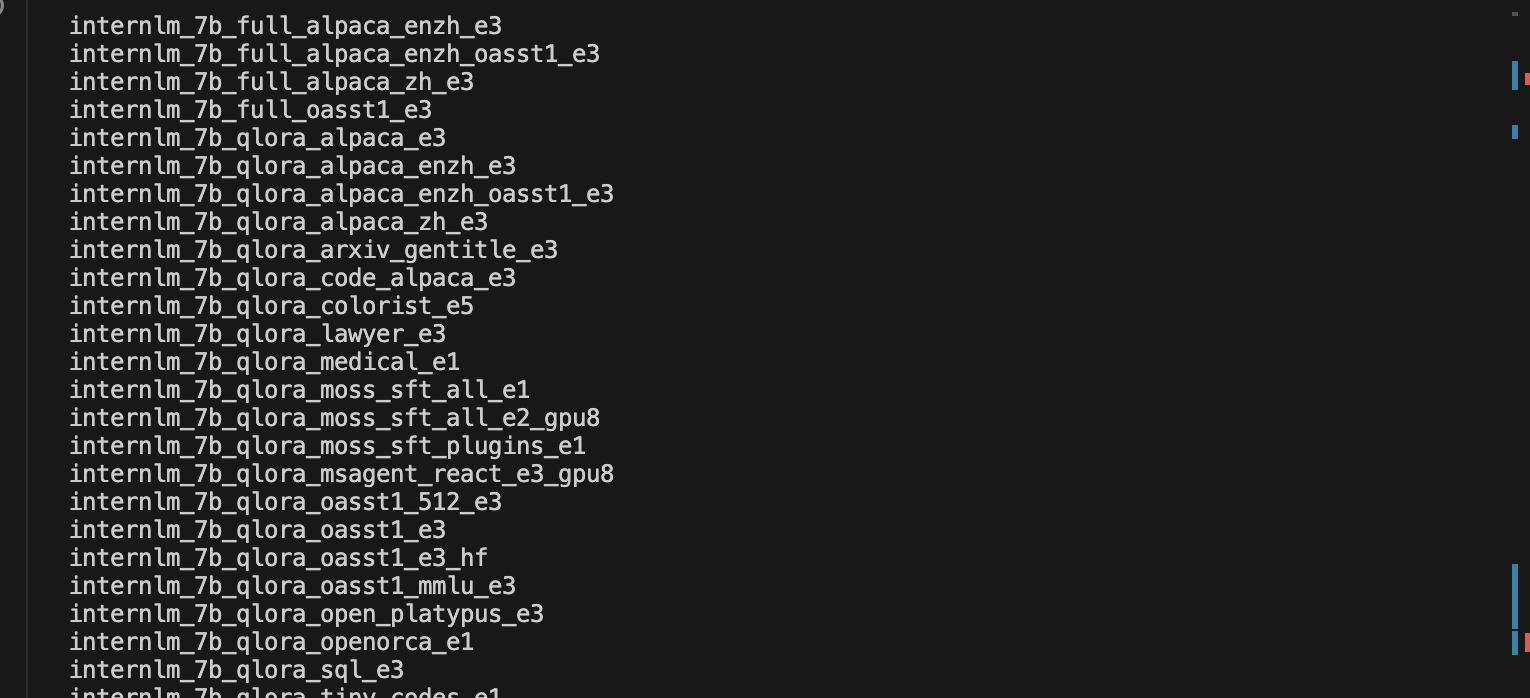 internlm_7b_full_alpaca_enzh_e3
internlm_7b_full_alpaca_enzh_oasst1_e3
internlm_7b_full_alpaca_zh_e3
internlm_7b_full_oasst1_e3
internlm_7b_qlora_alpaca_e3
internlm_7b_qlora_alpaca_enzh_e3
internlm_7b_qlora_alpaca_enzh_oasst1_e3
internlm_7b_qlora_alpaca_zh_e3
internlm_7b_qlora_arxiv_gentitle_e3
internlm_7b_qlora_code_alpaca_e3
internlm_7b_qlora_colorist_e5
internlm_7b_qlora_lawyer_e3
internlm_7b_qlora_medical_e1
internlm_7b_qlora_moss_sft_all_e1
internlm_7b_qlora_moss_sft_all_e2_gpu8
internlm_7b_qlora_moss_sft_plugins_e1
internlm_7b_qlora_msagent_react_e3_gpu8
internlm_7b_qlora_oasst1_512_e3
internlm_7b_qlora_oasst1_e3
internlm_7b_qlora_oasst1_e3_hf
internlm_7b_qlora_oasst1_mmlu_e3
internlm_7b_qlora_open_platypus_e3
internlm_7b_qlora_openorca_e1
internlm_7b_qlora_sql_e3
internlm_7b_qlora_tiny_codes_e1